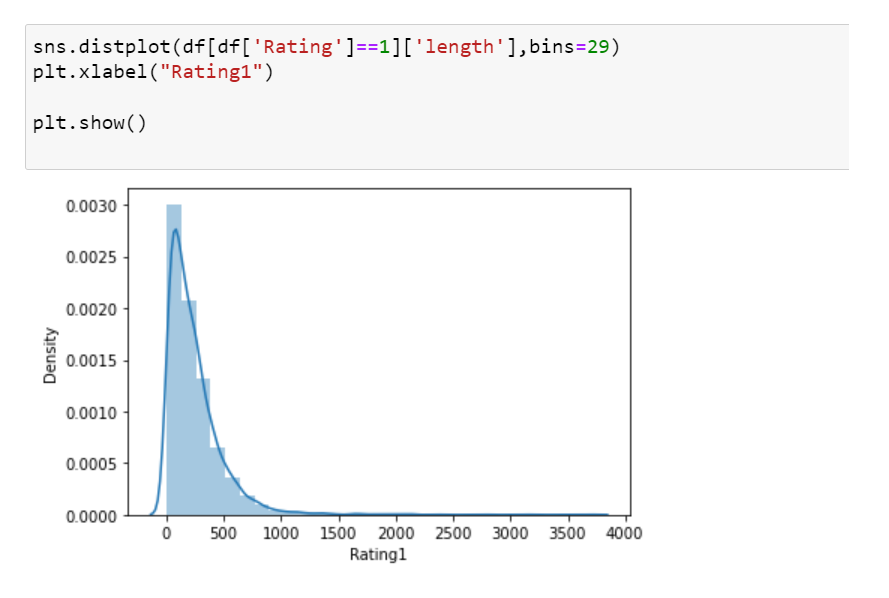 sns.distplot(df[df['Rating']==1]['length'],bins=29)
plt.xlabel("Rating1")
plt.show()
0.0030
0.0025
0.0020
0.0015
0.0010
0.0005
0.0000
Density
0 500 1000 1500 2000 2500 3000 3500 4000
Rating1